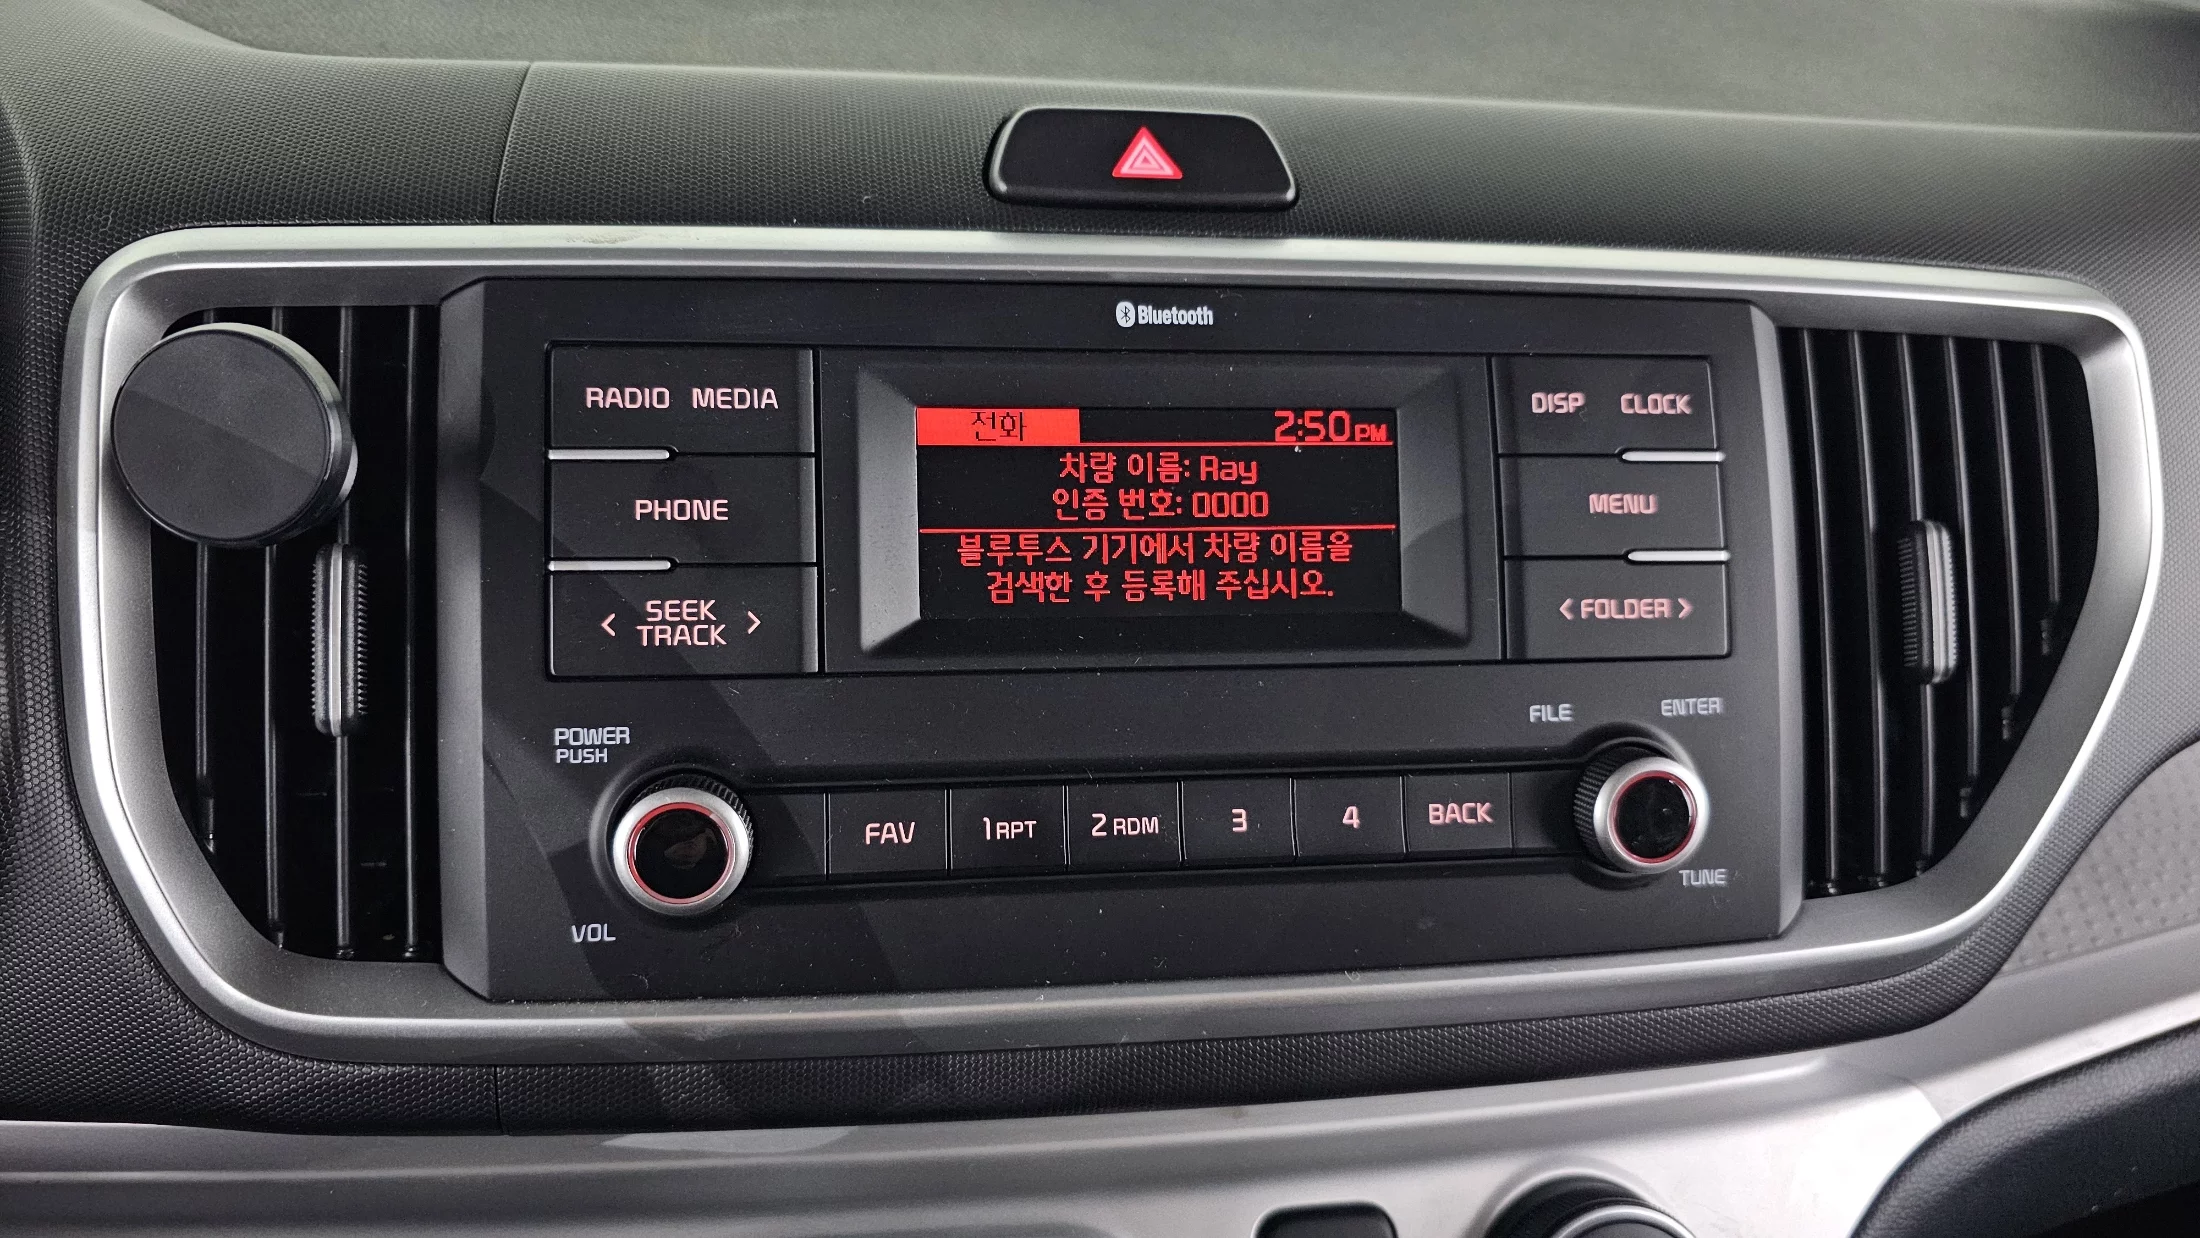 Bluetooth
RADIO MEDIA
전화 2:50 PM
DISP CLOCK
차량 이름: Ray
인증 번호: 0000
PHONE
MENU
블루투스 기기에서 차량 이름을
검색한 후 등록해 주십시오.
< SEEK TRACK >
< FOLDER >
POWER
PUSH
FILE
ENTER
FAV
1 RPT
2 RDM
3
4
BACK
VOL
TUNE